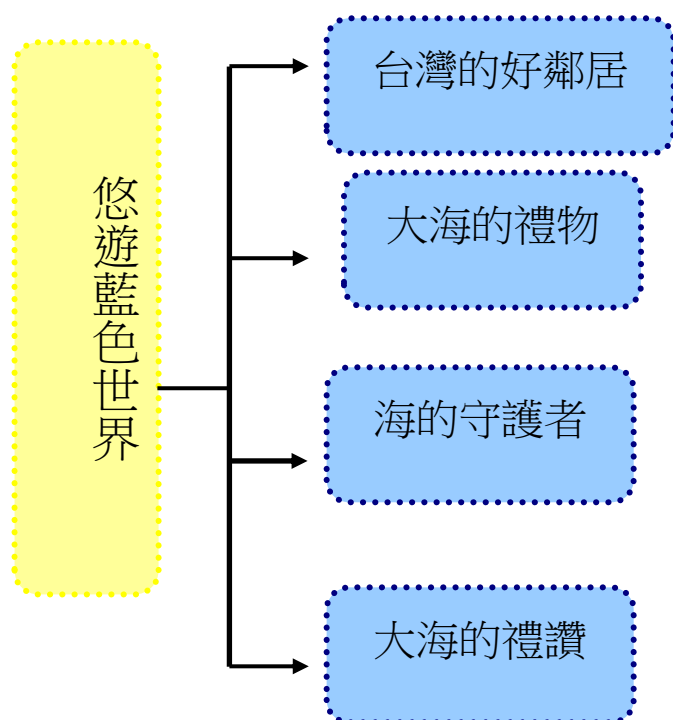 悠遊藍色世界
台灣的好鄰居
大海的禮物
海的守護者
大海的禮讚